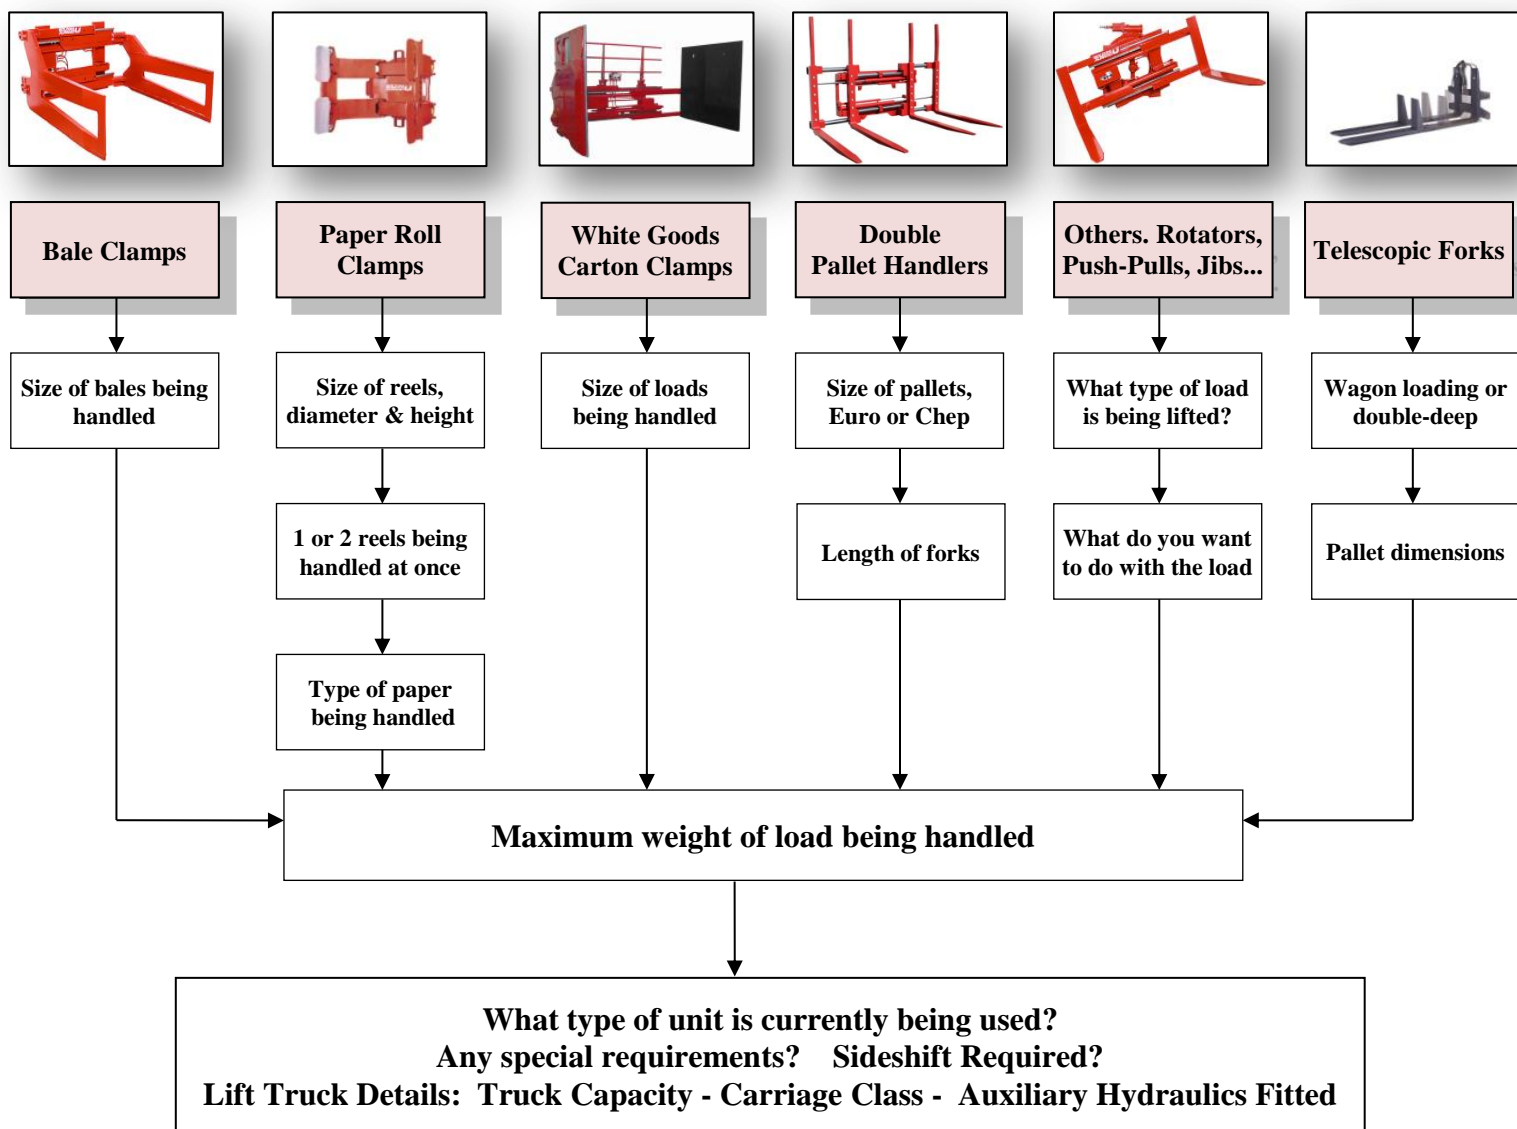 Bale Clamps
Paper Roll
Clamps
White Goods
Carton Clamps
Double
Pallet Handlers
Others. Rotators,
Push-Pulls, Jibs...
Telescopic Forks
Size of bales being
handled
Size of reels,
diameter & height
Size of loads
being handled
Size of pallets,
Euro or Chep
What type of load
is being lifted?
Wagon loading or
double-deep
1 or 2 reels being
handled at once
Length of forks
What do you want
to do with the load
Pallet dimensions
Type of paper
being handled
Maximum weight of load being handled
What type of unit is currently being used?
Any special requirements? Sideshift Required?
Lift Truck Details: Truck Capacity - Carriage Class - Auxiliary Hydraulics Fitted